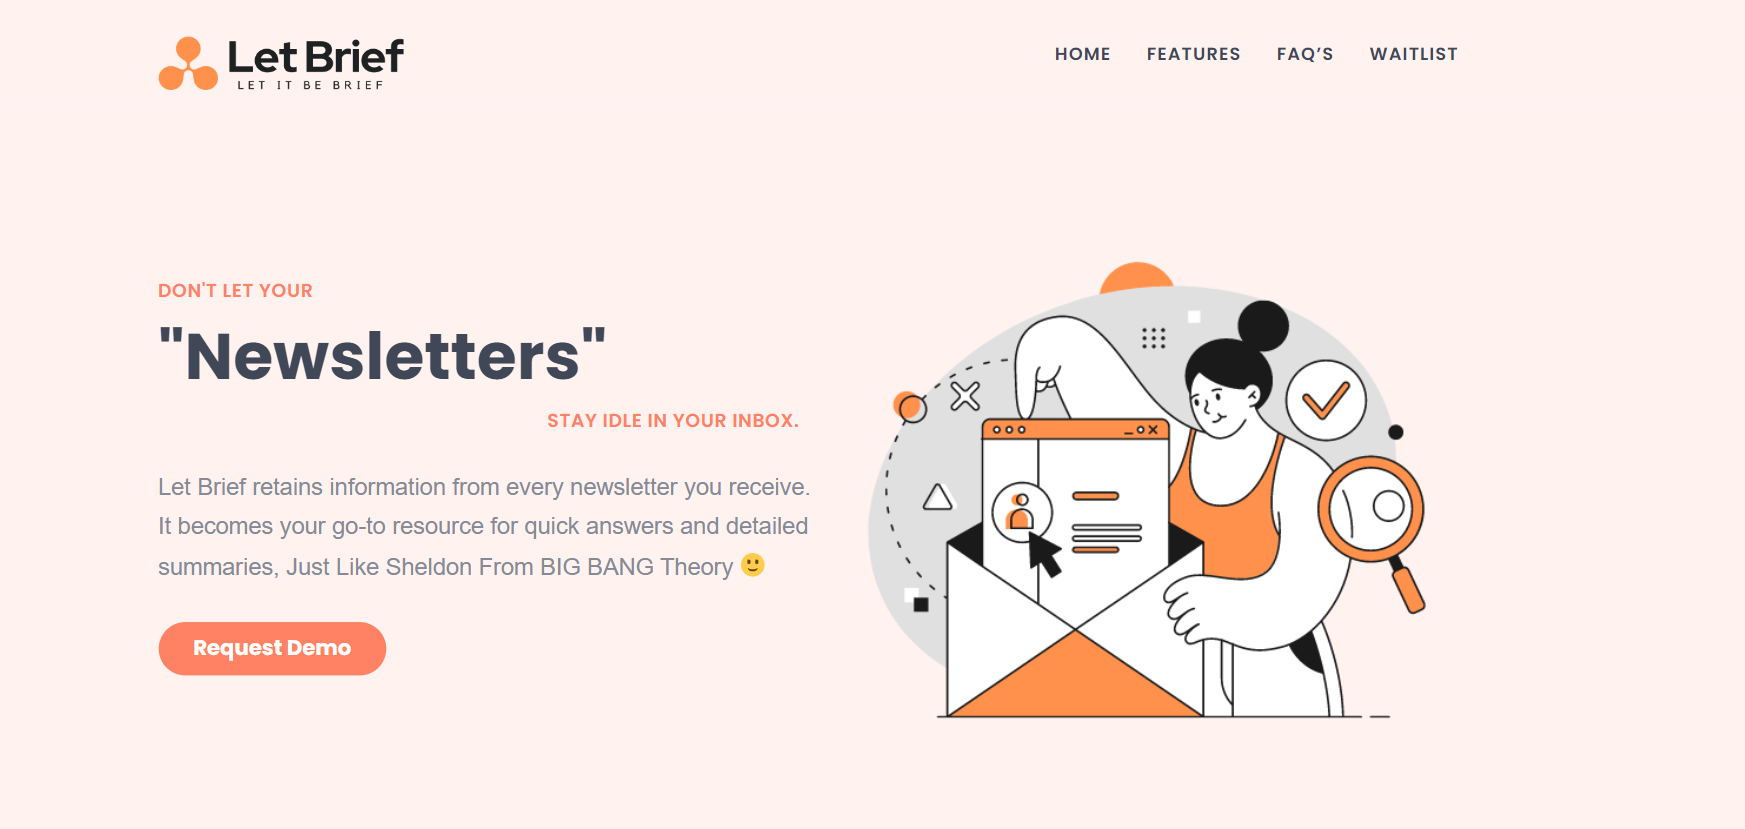 Let Brief
LET IT BE BRIEF
HOME FEATURES FAQ’S WAITLIST
DON'T LET YOUR
"Newsletters"
STAY IDLE IN YOUR INBOX.
Let Brief retains information from every newsletter you receive.
It becomes your go-to resource for quick answers and detailed
summaries, Just Like Sheldon From BIG BANG Theory 🙂
Request Demo